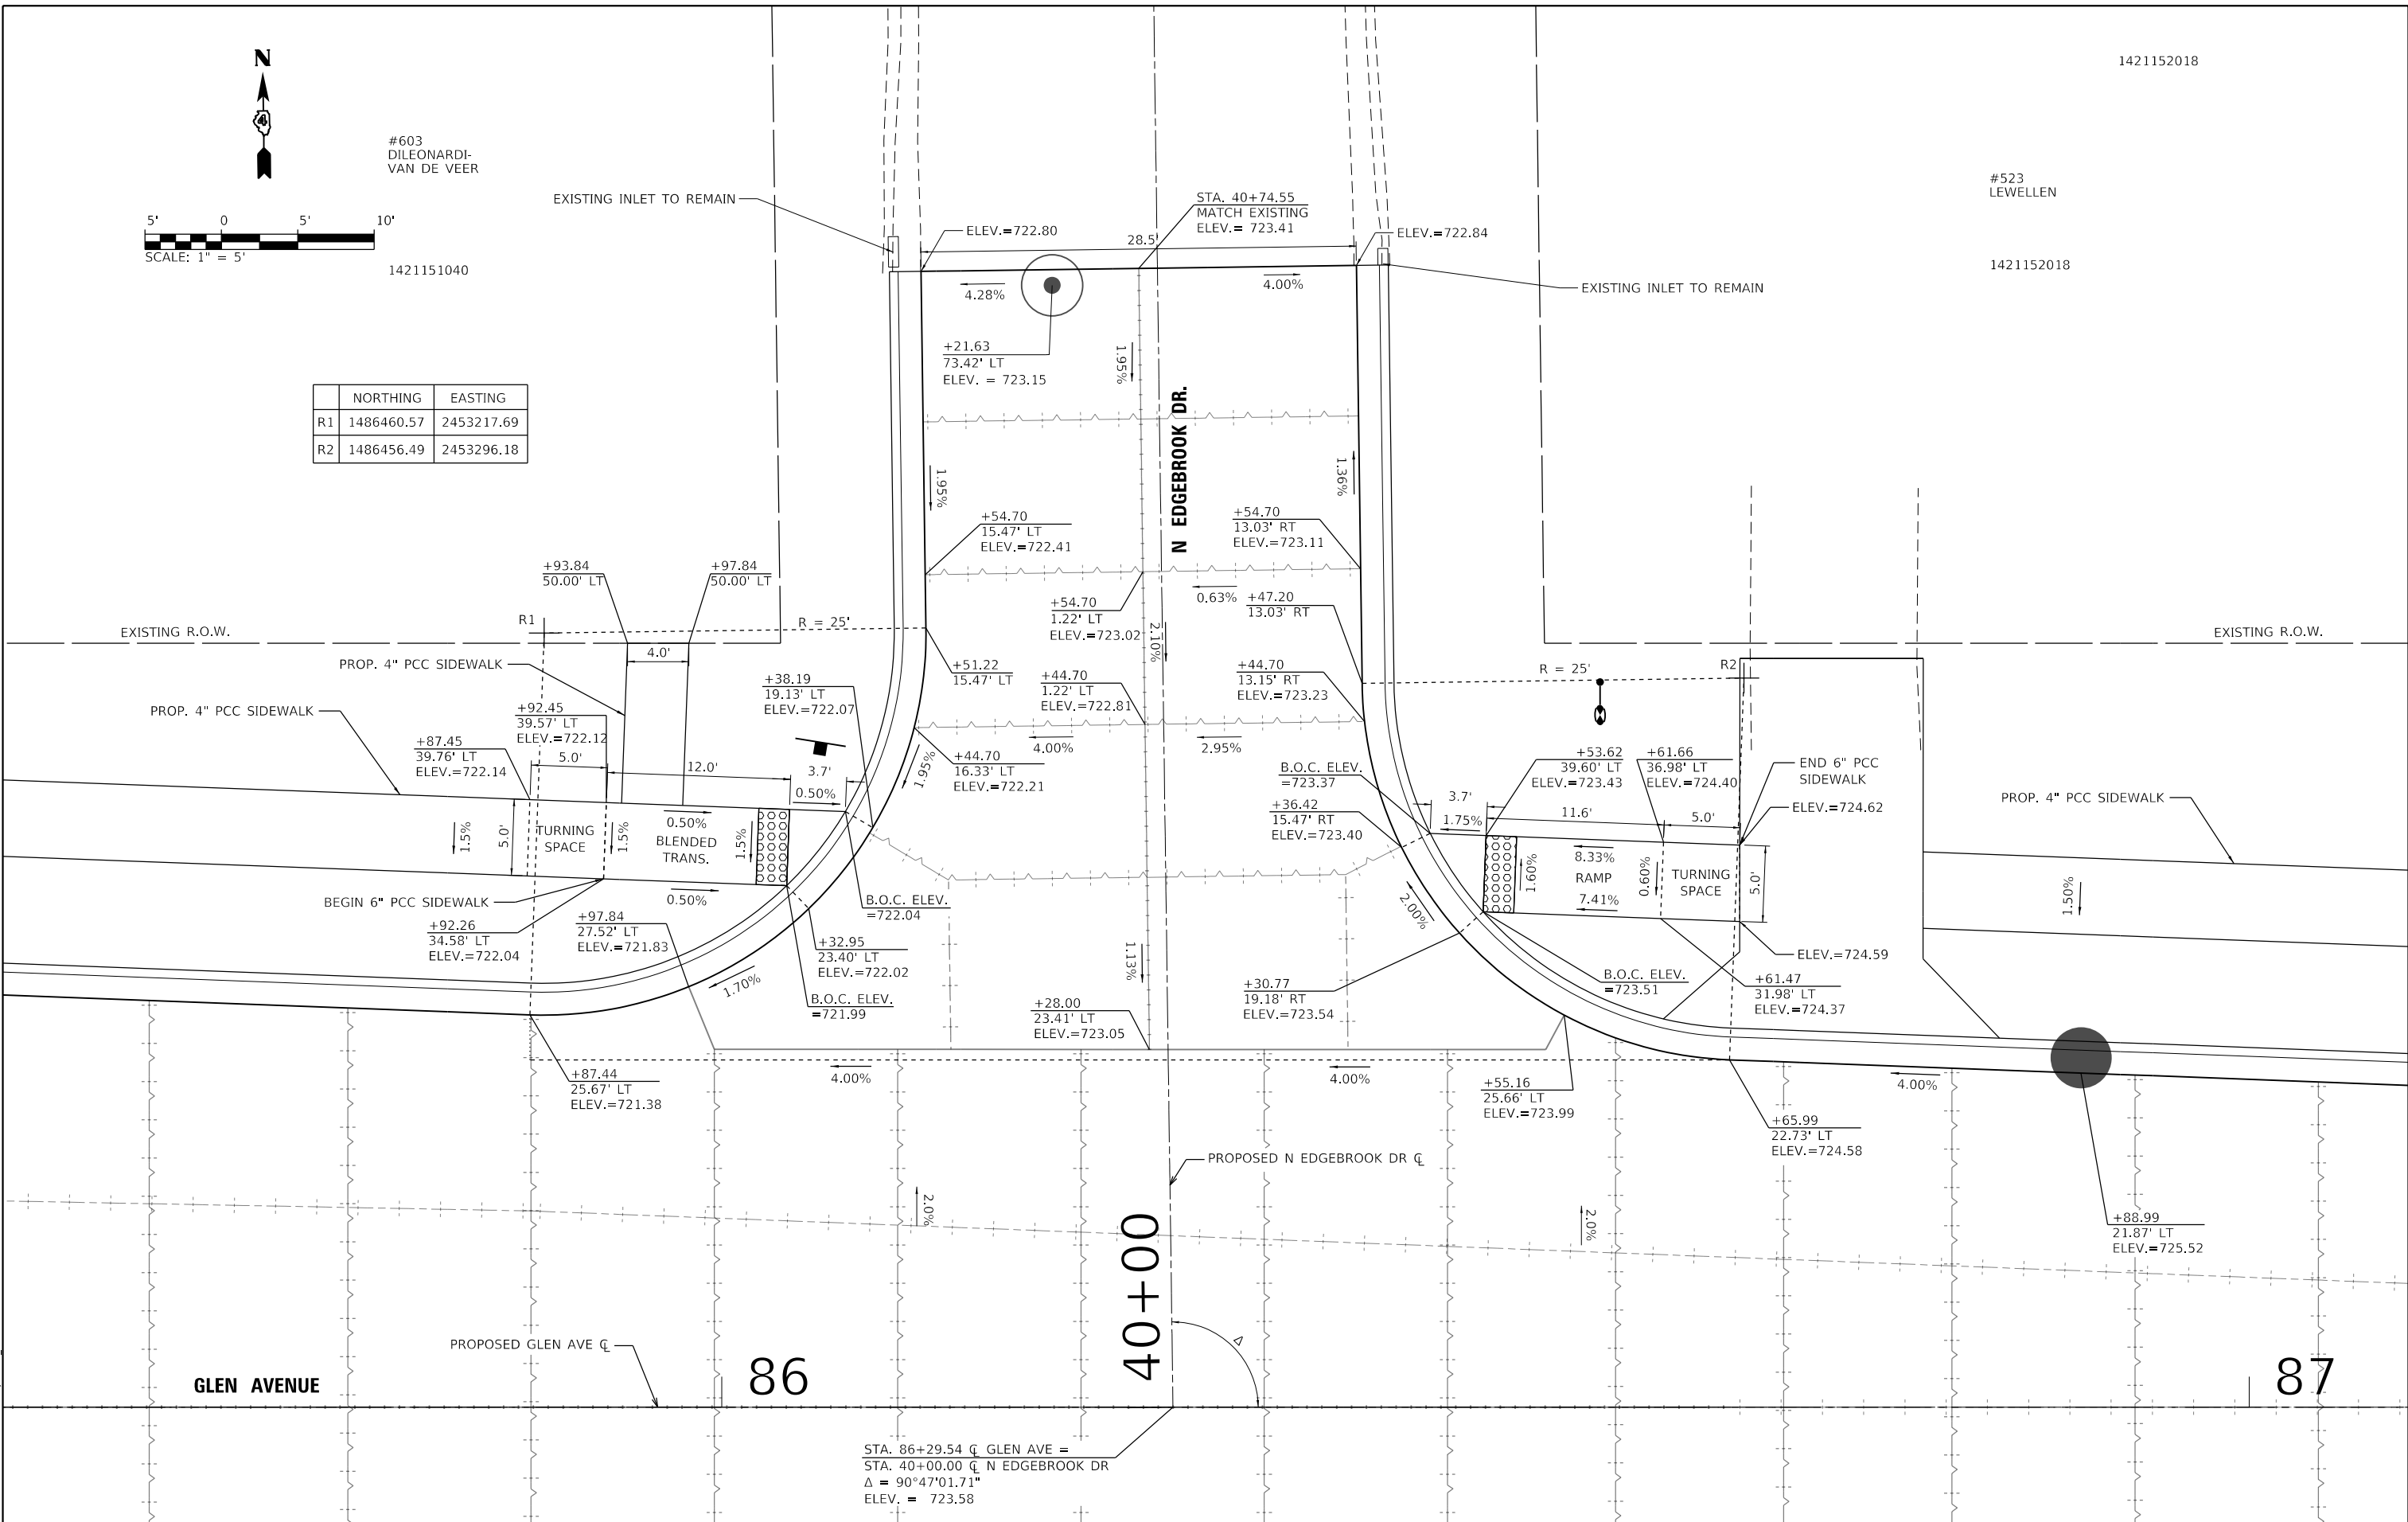 1421152018
N
4
#603
DILEONARDI-
VAN DE VEER
5' 0 5' 10'
SCALE: 1" = 5'
1421151040
#523
LEWELLEN
1421152018
EXISTING INLET TO REMAIN
ELEV.=722.80
28.5'
STA. 40+74.55
MATCH EXISTING
ELEV.= 723.41
ELEV.=722.84
EXISTING INLET TO REMAIN
4.28%
4.00%
+21.63
73.42' LT
ELEV. = 723.15
1.95%
N EDGEBROOK DR.
NORTHING EASTING
R1 1486460.57 2453217.69
R2 1486456.49 2453296.18
1.95%
1.36%
+54.70
15.47' LT
ELEV.=722.41
+54.70
13.03' RT
ELEV.=723.11
+93.84
50.00' LT
+97.84
50.00' LT
+54.70
1.22' LT
ELEV.=723.02
0.63%
+47.20
13.03' RT
EXISTING R.O.W.
R1
R = 25'
2.10%
EXISTING R.O.W.
PROP. 4" PCC SIDEWALK
4.0'
+51.22
15.47' LT
+44.70
1.22' LT
ELEV.=722.81
+44.70
13.15' RT
ELEV.=723.23
R = 25'
R2
PROP. 4" PCC SIDEWALK
+92.45
39.57' LT
ELEV.=722.12
+38.19
19.13' LT
ELEV.=722.07
+87.45
39.76' LT
ELEV.=722.14
5.0'
12.0'
3.7'
0.50%
1.95%
+44.70
16.33' LT
ELEV.=722.21
4.00%
2.95%
B.O.C. ELEV.
=723.37
+53.62
39.60' LT
ELEV.=723.43
+61.66
36.98' LT
ELEV.=724.40
END 6" PCC
SIDEWALK
PROP. 4" PCC SIDEWALK
ELEV.=724.62
+36.42
15.47' RT
ELEV.=723.40
3.7'
1.75%
11.6'
5.0'
1.5%
5.0'
TURNING
SPACE
1.5%
0.50%
BLENDED
TRANS.
1.5%
0.50%
8.33%
RAMP
7.41%
1.60%
0.60%
TURNING
SPACE
5.0'
1.50%
BEGIN 6" PCC SIDEWALK
+92.26
34.58' LT
ELEV.=722.04
+97.84
27.52' LT
ELEV.=721.83
B.O.C. ELEV.
=722.04
+32.95
23.40' LT
ELEV.=722.02
1.70%
B.O.C. ELEV.
=721.99
1.13%
2.00%
ELEV.=724.59
B.O.C. ELEV.
=723.51
+61.47
31.98' LT
ELEV.=724.37
+30.77
19.18' RT
ELEV.=723.54
+28.00
23.41' LT
ELEV.=723.05
+87.44
25.67' LT
ELEV.=721.38
4.00%
4.00%
4.00%
+55.16
25.66' LT
ELEV.=723.99
+65.99
22.73' LT
ELEV.=724.58
PROPOSED N EDGEBROOK DR ℄
2.0%
2.0%
+88.99
21.87' LT
ELEV.=725.52
40+00
Δ
PROPOSED GLEN AVE ℄
GLEN AVENUE
86
87
STA. 86+29.54 ℄ GLEN AVE =
STA. 40+00.00 ℄ N EDGEBROOK DR
Δ = 90°47'01.71"
ELEV. = 723.58